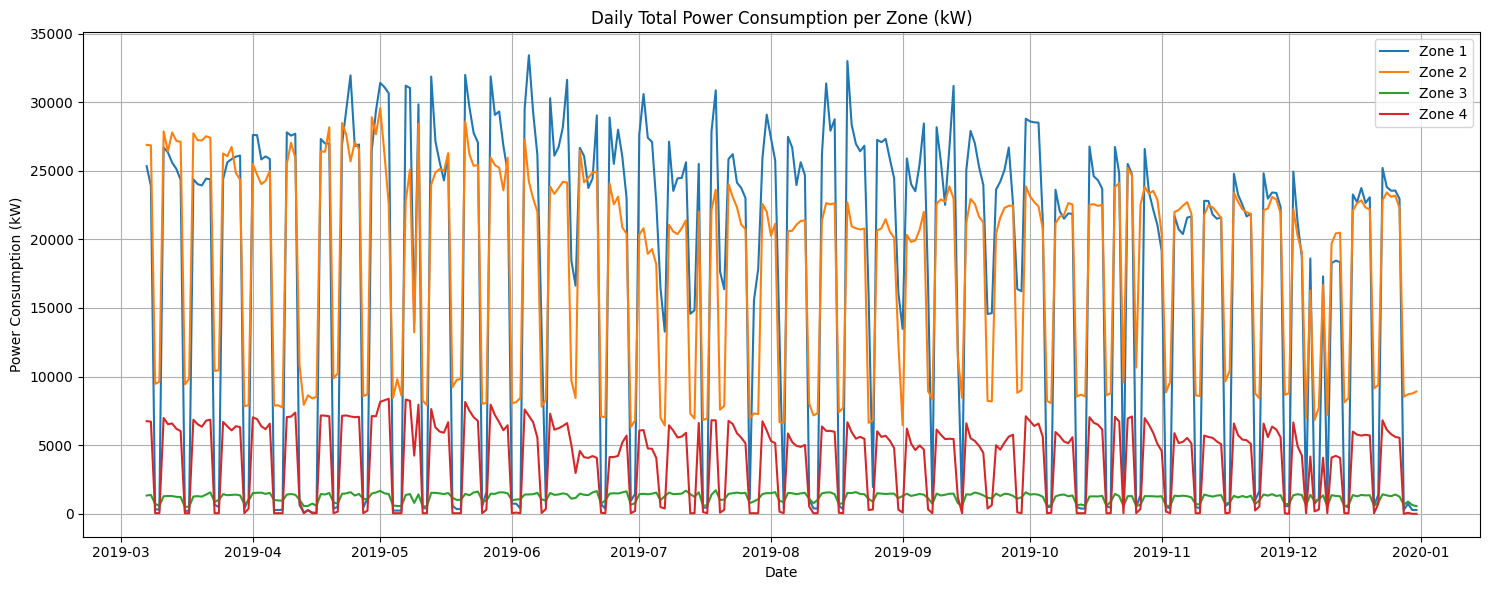 Daily Total Power Consumption per Zone (kW)
Power Consumption (kW)
35000
30000
25000
20000
15000
10000
5000
0
Zone 1
Zone 2
Zone 3
Zone 4
2019-03 2019-04 2019-05 2019-06 2019-07 2019-08 2019-09 2019-10 2019-11 2019-12 2020-01
Date